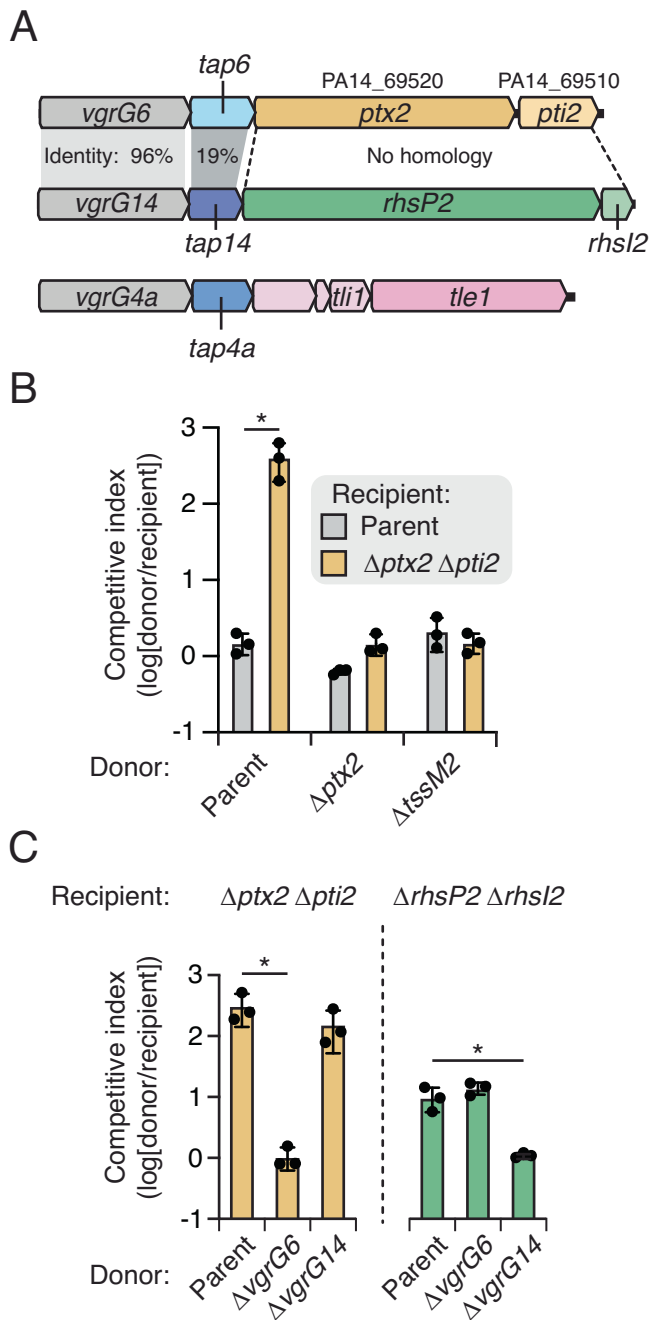 A
tap6
PA14_69520 PA14_69510
vgrG6 ptx2 pti2
Identity: 96% 19% No homology
vgrG14 rhsP2
tap14 rhsI2
vgrG4a tli1 tle1
tap4a
B
Competitive index
(log[donor/recipient])
3
2
1
0
-1
*
Recipient:
Parent
Δptx2 Δpti2
Donor: Parent Δptx2 ΔtssM2
C
Recipient: Δptx2 Δpti2 ΔrhsP2 ΔrhsI2
Competitive index
(log[donor/recipient])
3
2
1
0
-1
* *
Donor: Parent ΔvgrG6 ΔvgrG14 Parent ΔvgrG6 ΔvgrG14